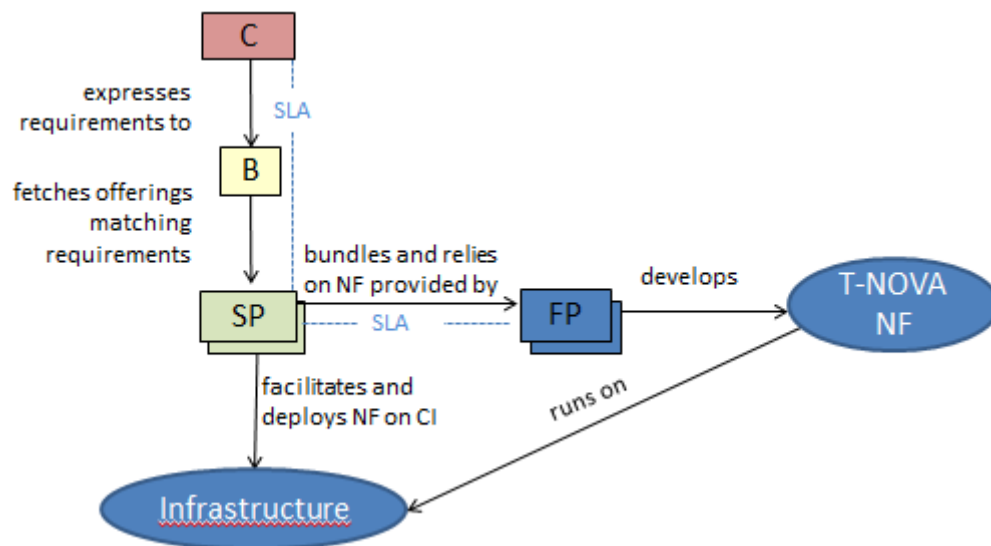 C
expresses
requirements to
SLA
B
fetches offerings
matching
requirements
bundles and relies
on NF provided by
develops
T-NOVA
NF
SP
SLA
FP
facilitates and
deploys NF on CI
runs on
Infrastructure